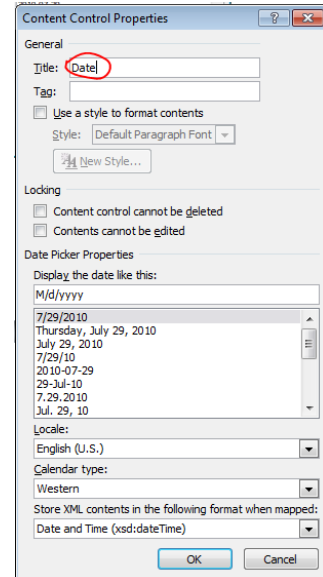 Content Control Properties
General
Title: Date
Tag:
Use a style to format contents
Style: Default Paragraph Font
New Style...
Locking
Content control cannot be deleted
Contents cannot be edited
Date Picker Properties
Display the date like this:
M/d/yyyy
7/29/2010
Thursday, July 29, 2010
July 29, 2010
7/29/10
2010-07-29
29-Jul-10
7.29.2010
Jul. 29, 10
Locale:
English (U.S.)
Calendar type:
Western
Store XML contents in the following format when mapped:
Date and Time (xsd:dateTime)
OK Cancel